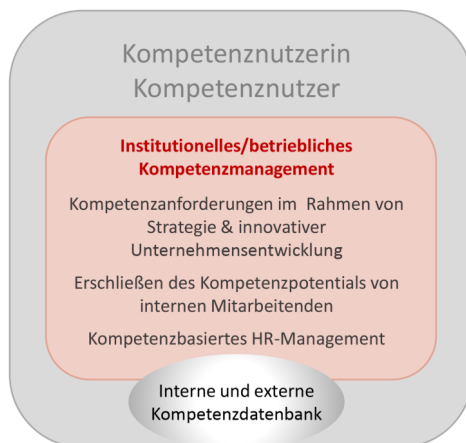 Kompetenznutzerin
Kompetenznutzer
Institutionelles/betriebliches
Kompetenzmanagement
Kompetenzanforderungen im Rahmen von
Strategie & innovativer
Unternehmensentwicklung
Erschließen des Kompetenzpotentials von
internen Mitarbeitenden
Kompetenzbasiertes HR-Management
Interne und externe
Kompetenzdatenbank